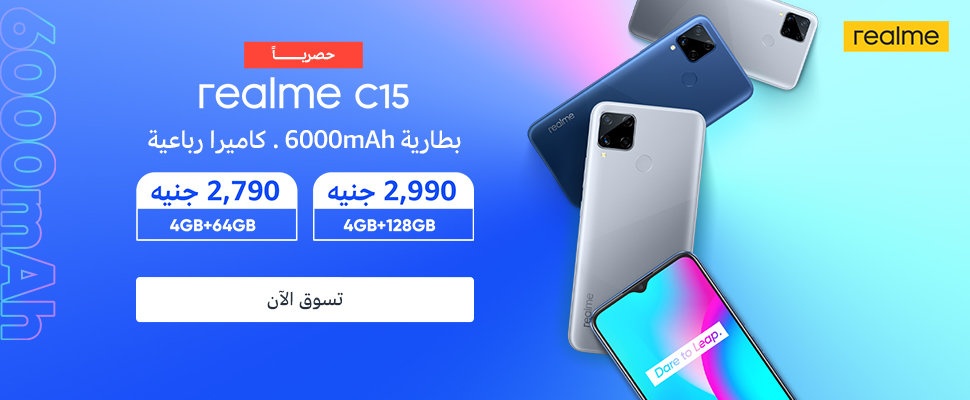 realme
حصرياً
realme C15
بطارية 6000mAh . كاميرا رباعية
2,990 جنيه
4GB+128GB
2,790 جنيه
4GB+64GB
تسوق الآن
6000mAh
realme
realme
Dare to Leap.